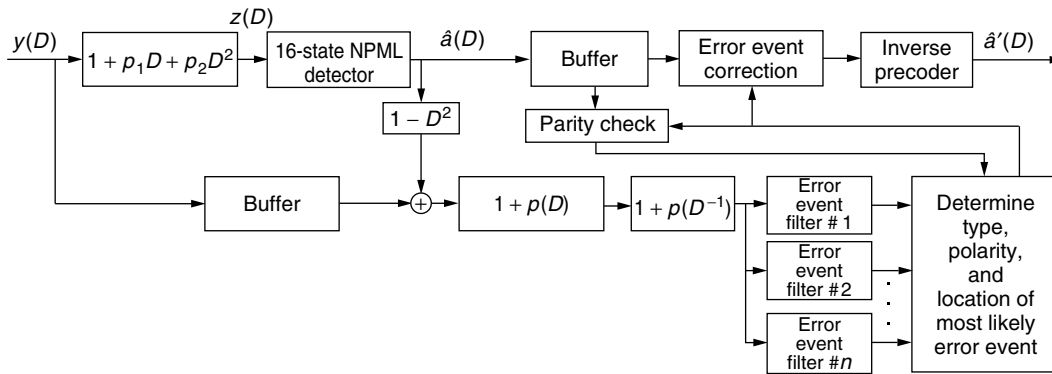 y(D)
1 + p₁D + p₂D²
z(D)
16-state NPML
detector
â(D)
Buffer
Error event
correction
Inverse
precoder
â′(D)
1 − D²
Parity check
Buffer
+
1 + p(D)
1 + p(D⁻¹)
Error
event
filter # 1
Error
event
filter #2
Error
event
filter #n
Determine
type,
polarity,
and
location of
most likely
error event